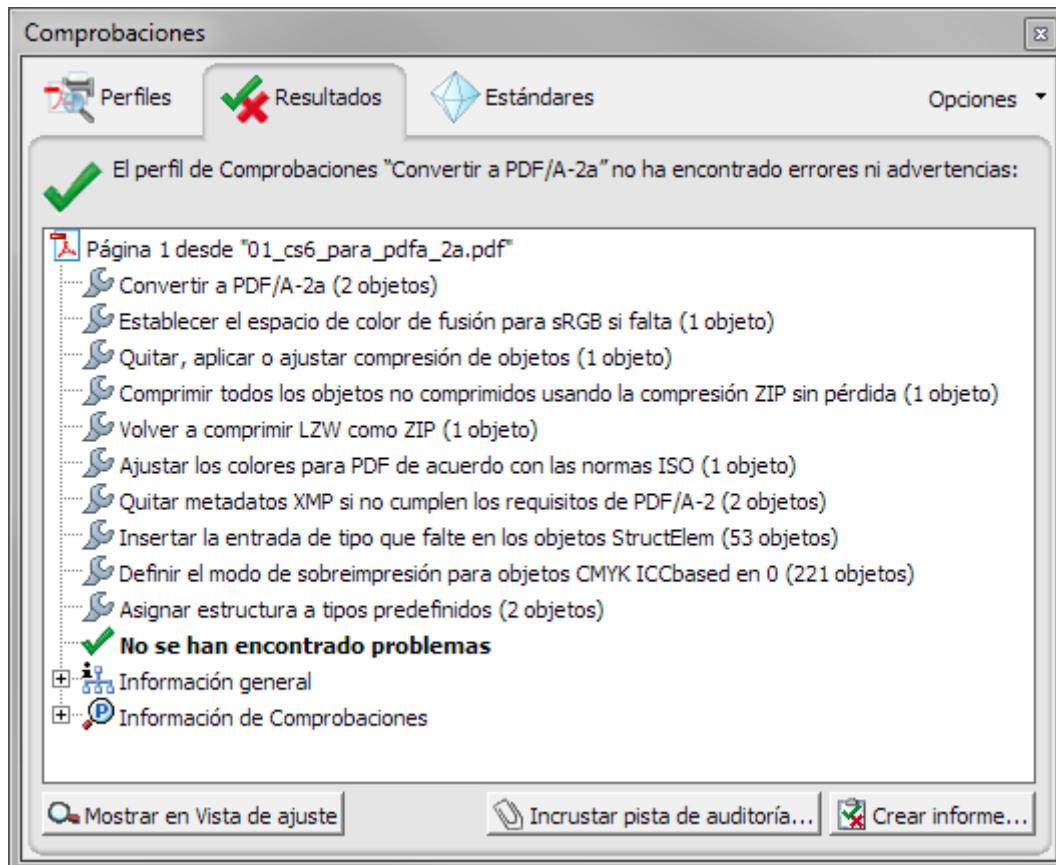 Comprobaciones
Perfiles
Resultados
Estándares
Opciones
El perfil de Comprobaciones "Convertir a PDF/A-2a" no ha encontrado errores ni advertencias:
Página 1 desde "01_cs6_para_pdfa_2a.pdf"
Convertir a PDF/A-2a (2 objetos)
Establecer el espacio de color de fusión para sRGB si falta (1 objeto)
Quitar, aplicar o ajustar compresión de objetos (1 objeto)
Comprimir todos los objetos no comprimidos usando la compresión ZIP sin pérdida (1 objeto)
Volver a comprimir LZW como ZIP (1 objeto)
Ajustar los colores para PDF de acuerdo con las normas ISO (1 objeto)
Quitar metadatos XMP si no cumplen los requisitos de PDF/A-2 (2 objetos)
Insertar la entrada de tipo que falte en los objetos StructElem (53 objetos)
Definir el modo de sobreimpresión para objetos CMYK ICCbased en 0 (221 objetos)
Asignar estructura a tipos predefinidos (2 objetos)
No se han encontrado problemas
Información general
Información de Comprobaciones
Mostrar en Vista de ajuste
Incrustar pista de auditoría...
Crear informe...